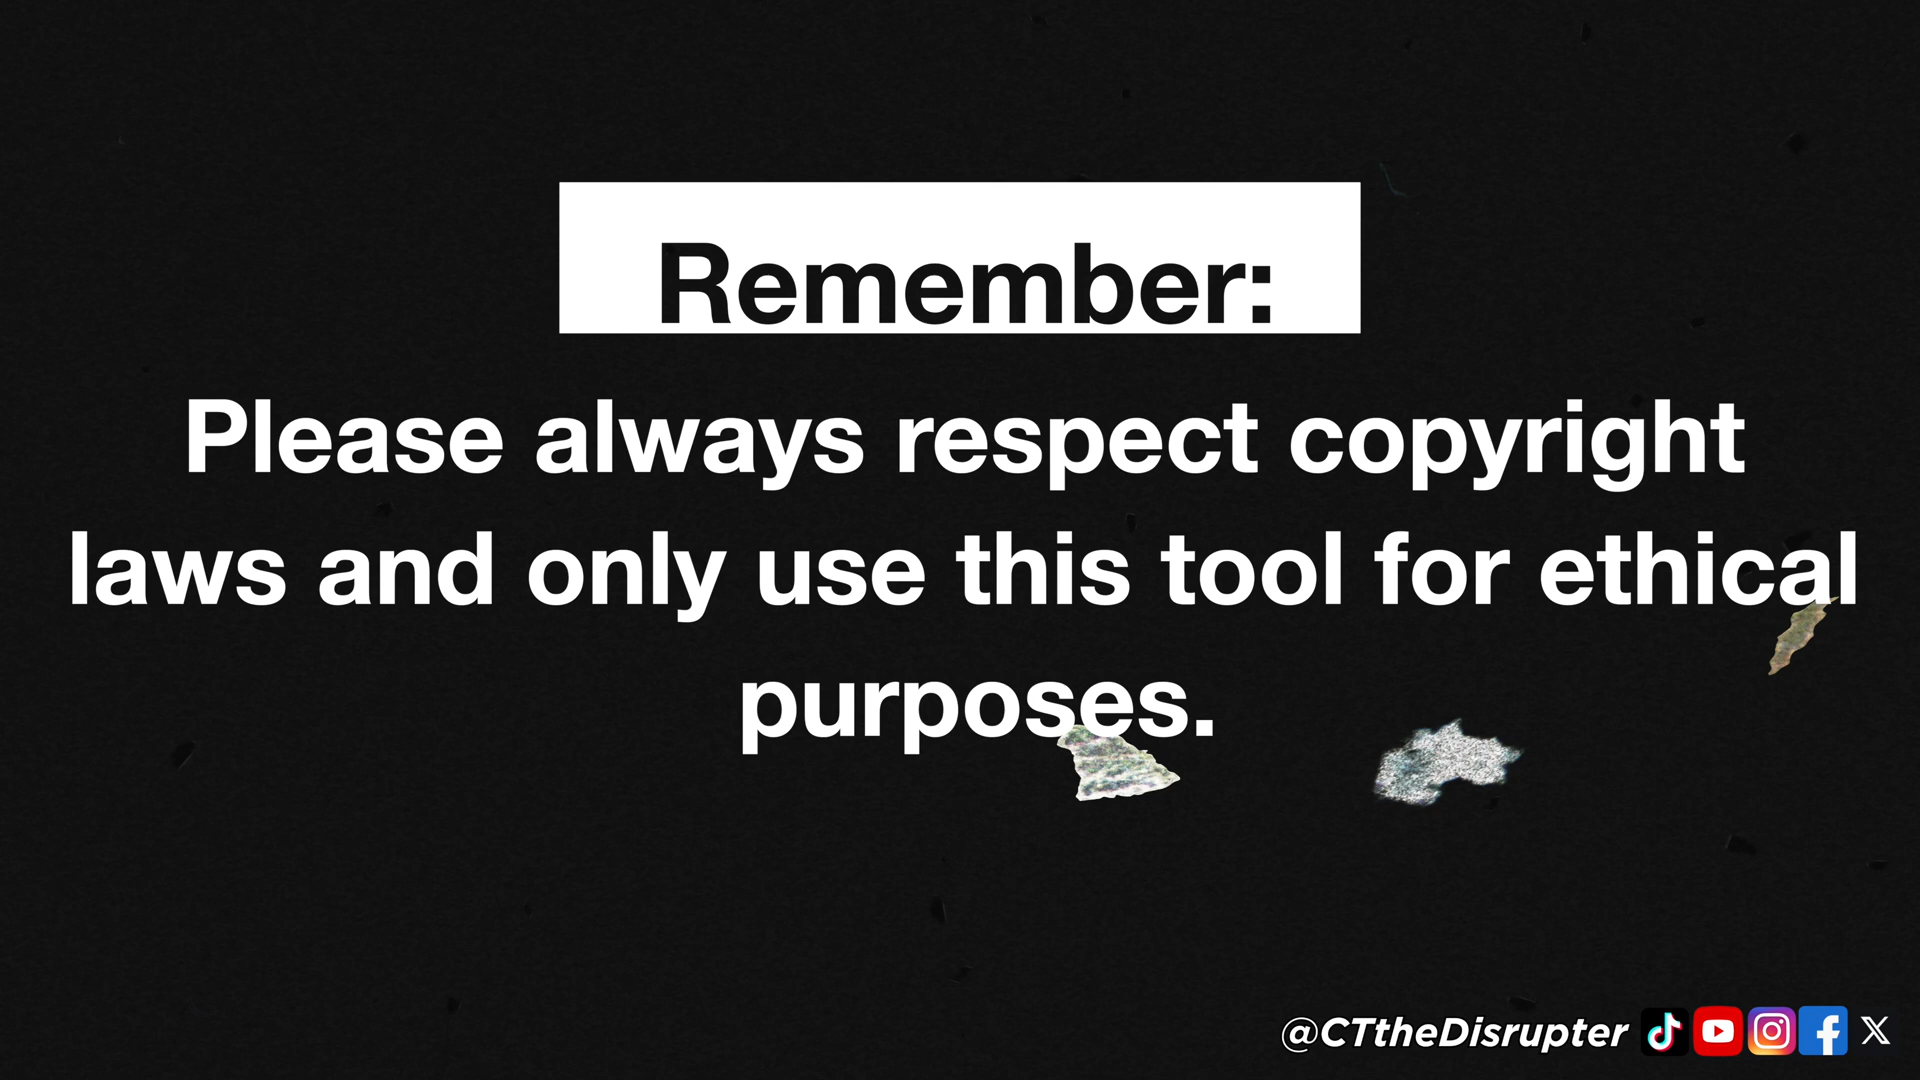 Remember:
Please always respect copyright
laws and only use this tool for ethical
purposes.
@CTtheDisrupter